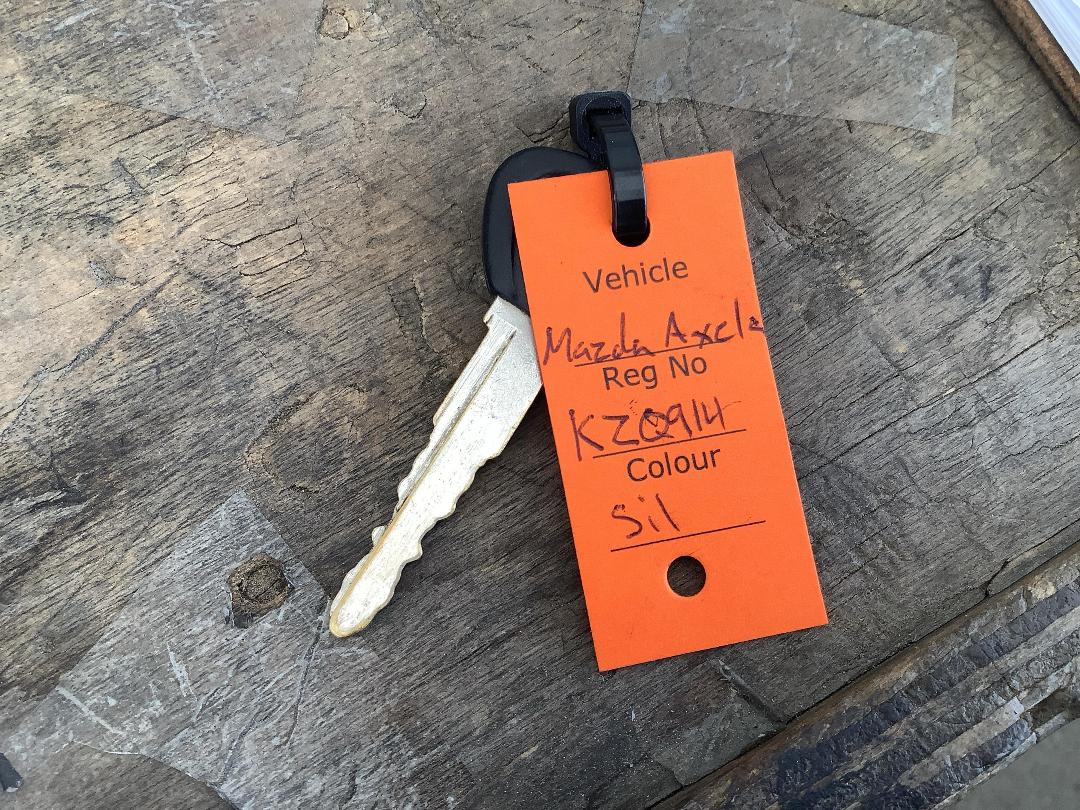 Vehicle
Mazda Axela
Reg No
KZQ914
Colour
Sil